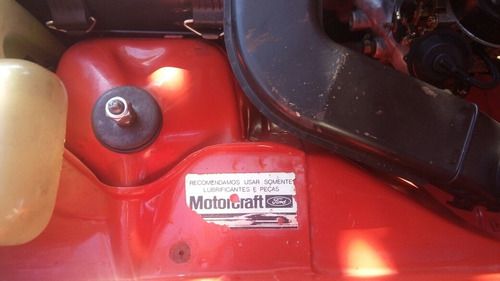 RECOMENDAMOS USAR SOMENTE
LUBRIFICANTES E PEÇAS
Motorcraft Ford